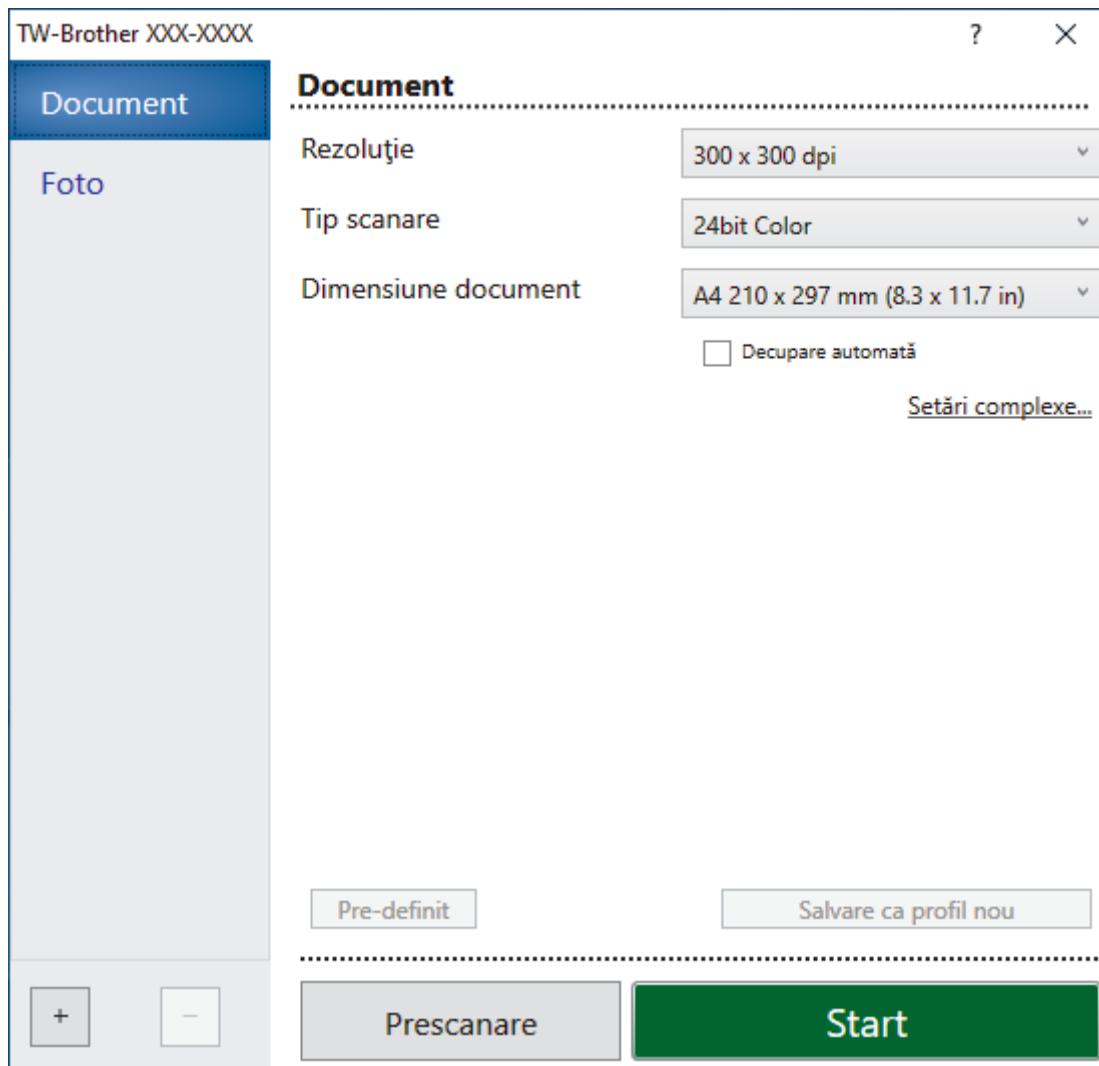 TW-Brother XXX-XXXX
?
Document
Foto
Document
Rezoluţie
300 x 300 dpi
Tip scanare
24bit Color
Dimensiune document
A4 210 x 297 mm (8.3 x 11.7 in)
Decupare automată
Setări complexe...
Pre-definit
Salvare ca profil nou
+
−
Prescanare
Start